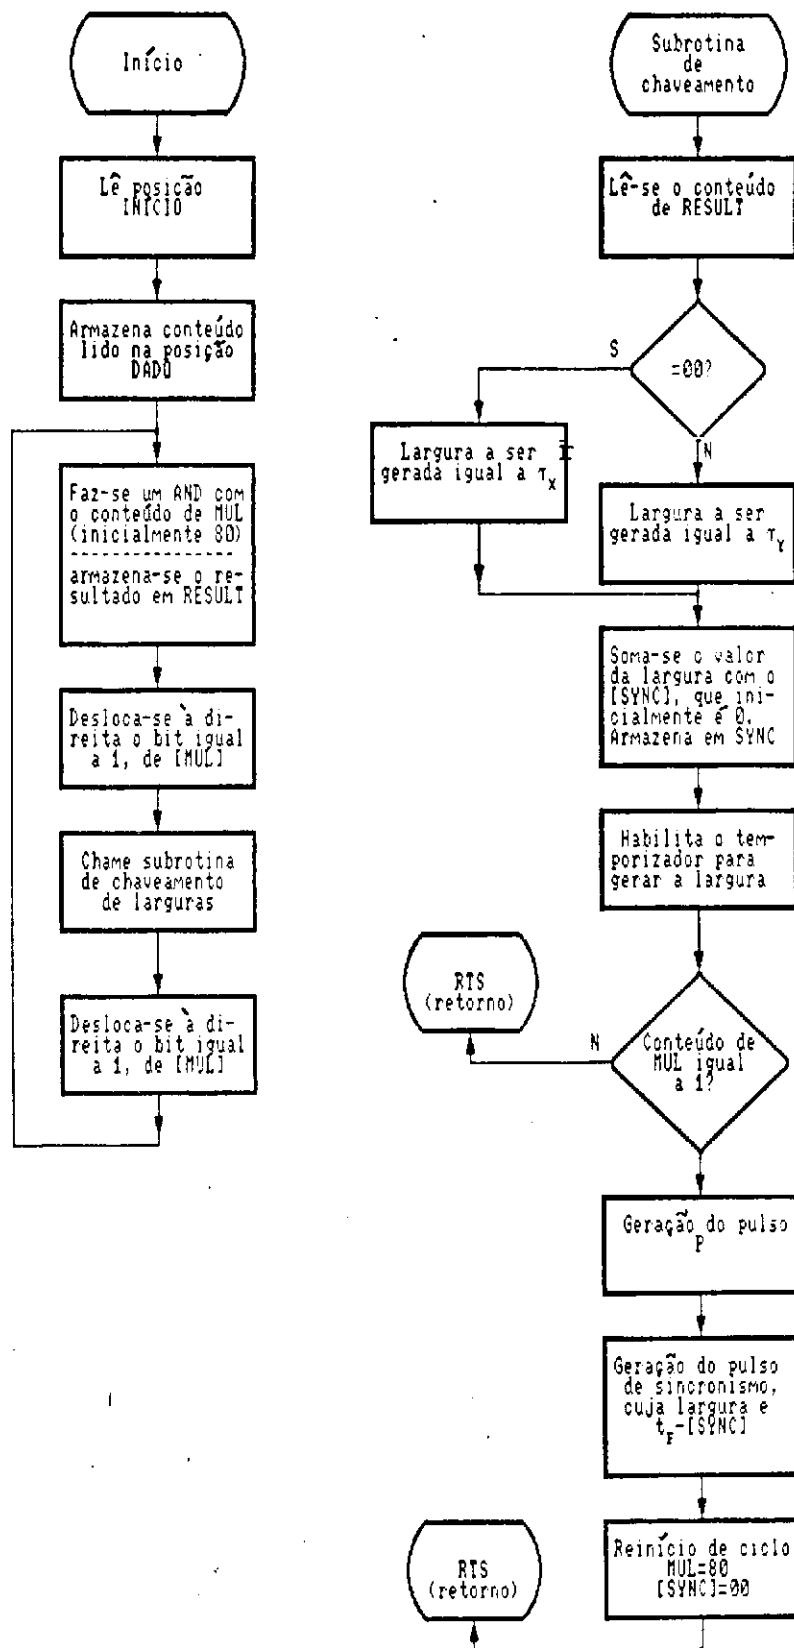 Início
Lê posição
INÍCIO
Armazena conteúdo
lido na posição
DADO
Faz-se um AND com
o conteúdo de MUL
(inicialmente 80)
-----------------
armazena-se o re-
sultado em RESULT
Desloca-se à di-
reita o bit igual
a 1, de [MUL]
Chame subrotina
de chaveamento
de larguras
Desloca-se à di-
reita o bit igual
a 1, de [MUL]
Subrotina
de
chaveamento
Lê-se o conteúdo
de RESULT
=00?
S
N
Largura a ser
gerada igual a τx
Largura a ser
gerada igual a τY
Soma-se o valor
da largura com o
[SYNC], que ini-
cialmente é 0.
Armazena em SYNC
Habilita o tem-
porizador para
gerar a largura
Conteúdo de
MUL igual
a 1?
N
RTS
(retorno)
Geração do pulso
P
Geração do pulso
de sincronismo,
cuja largura e
-[SYNC]
Reinício de ciclo
MUL=80
[SYNC]=00
RTS
(retorno)